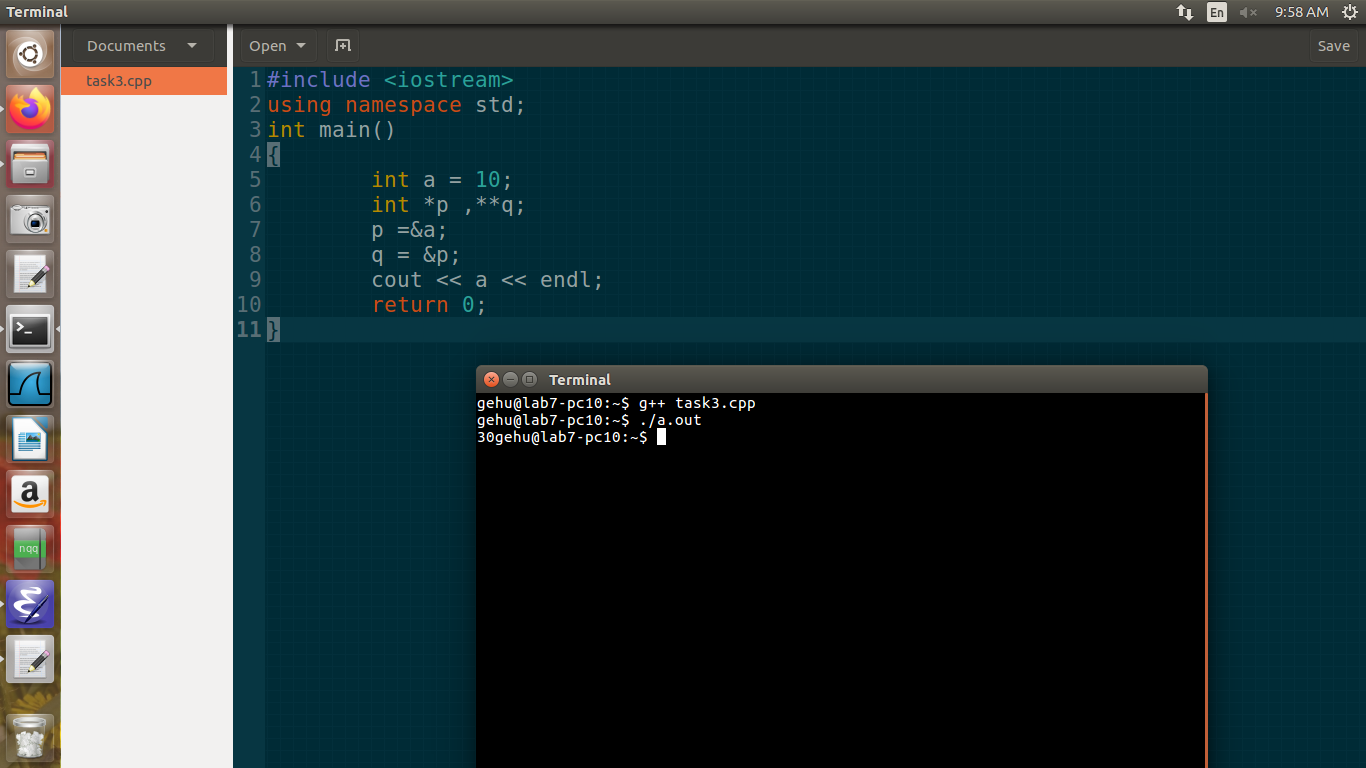 Terminal
En
9:58 AM
Documents
Open
Save
task3.cpp
1 #include <iostream>
2 using namespace std;
3 int main()
4 {
5         int a = 10;
6         int *p ,**q;
7         p =&a;
8         q = &p;
9         cout << a << endl;
10         return 0;
11 }
a
nqq
Terminal
gehu@lab7-pc10:~$ g++ task3.cpp
gehu@lab7-pc10:~$ ./a.out
30gehu@lab7-pc10:~$